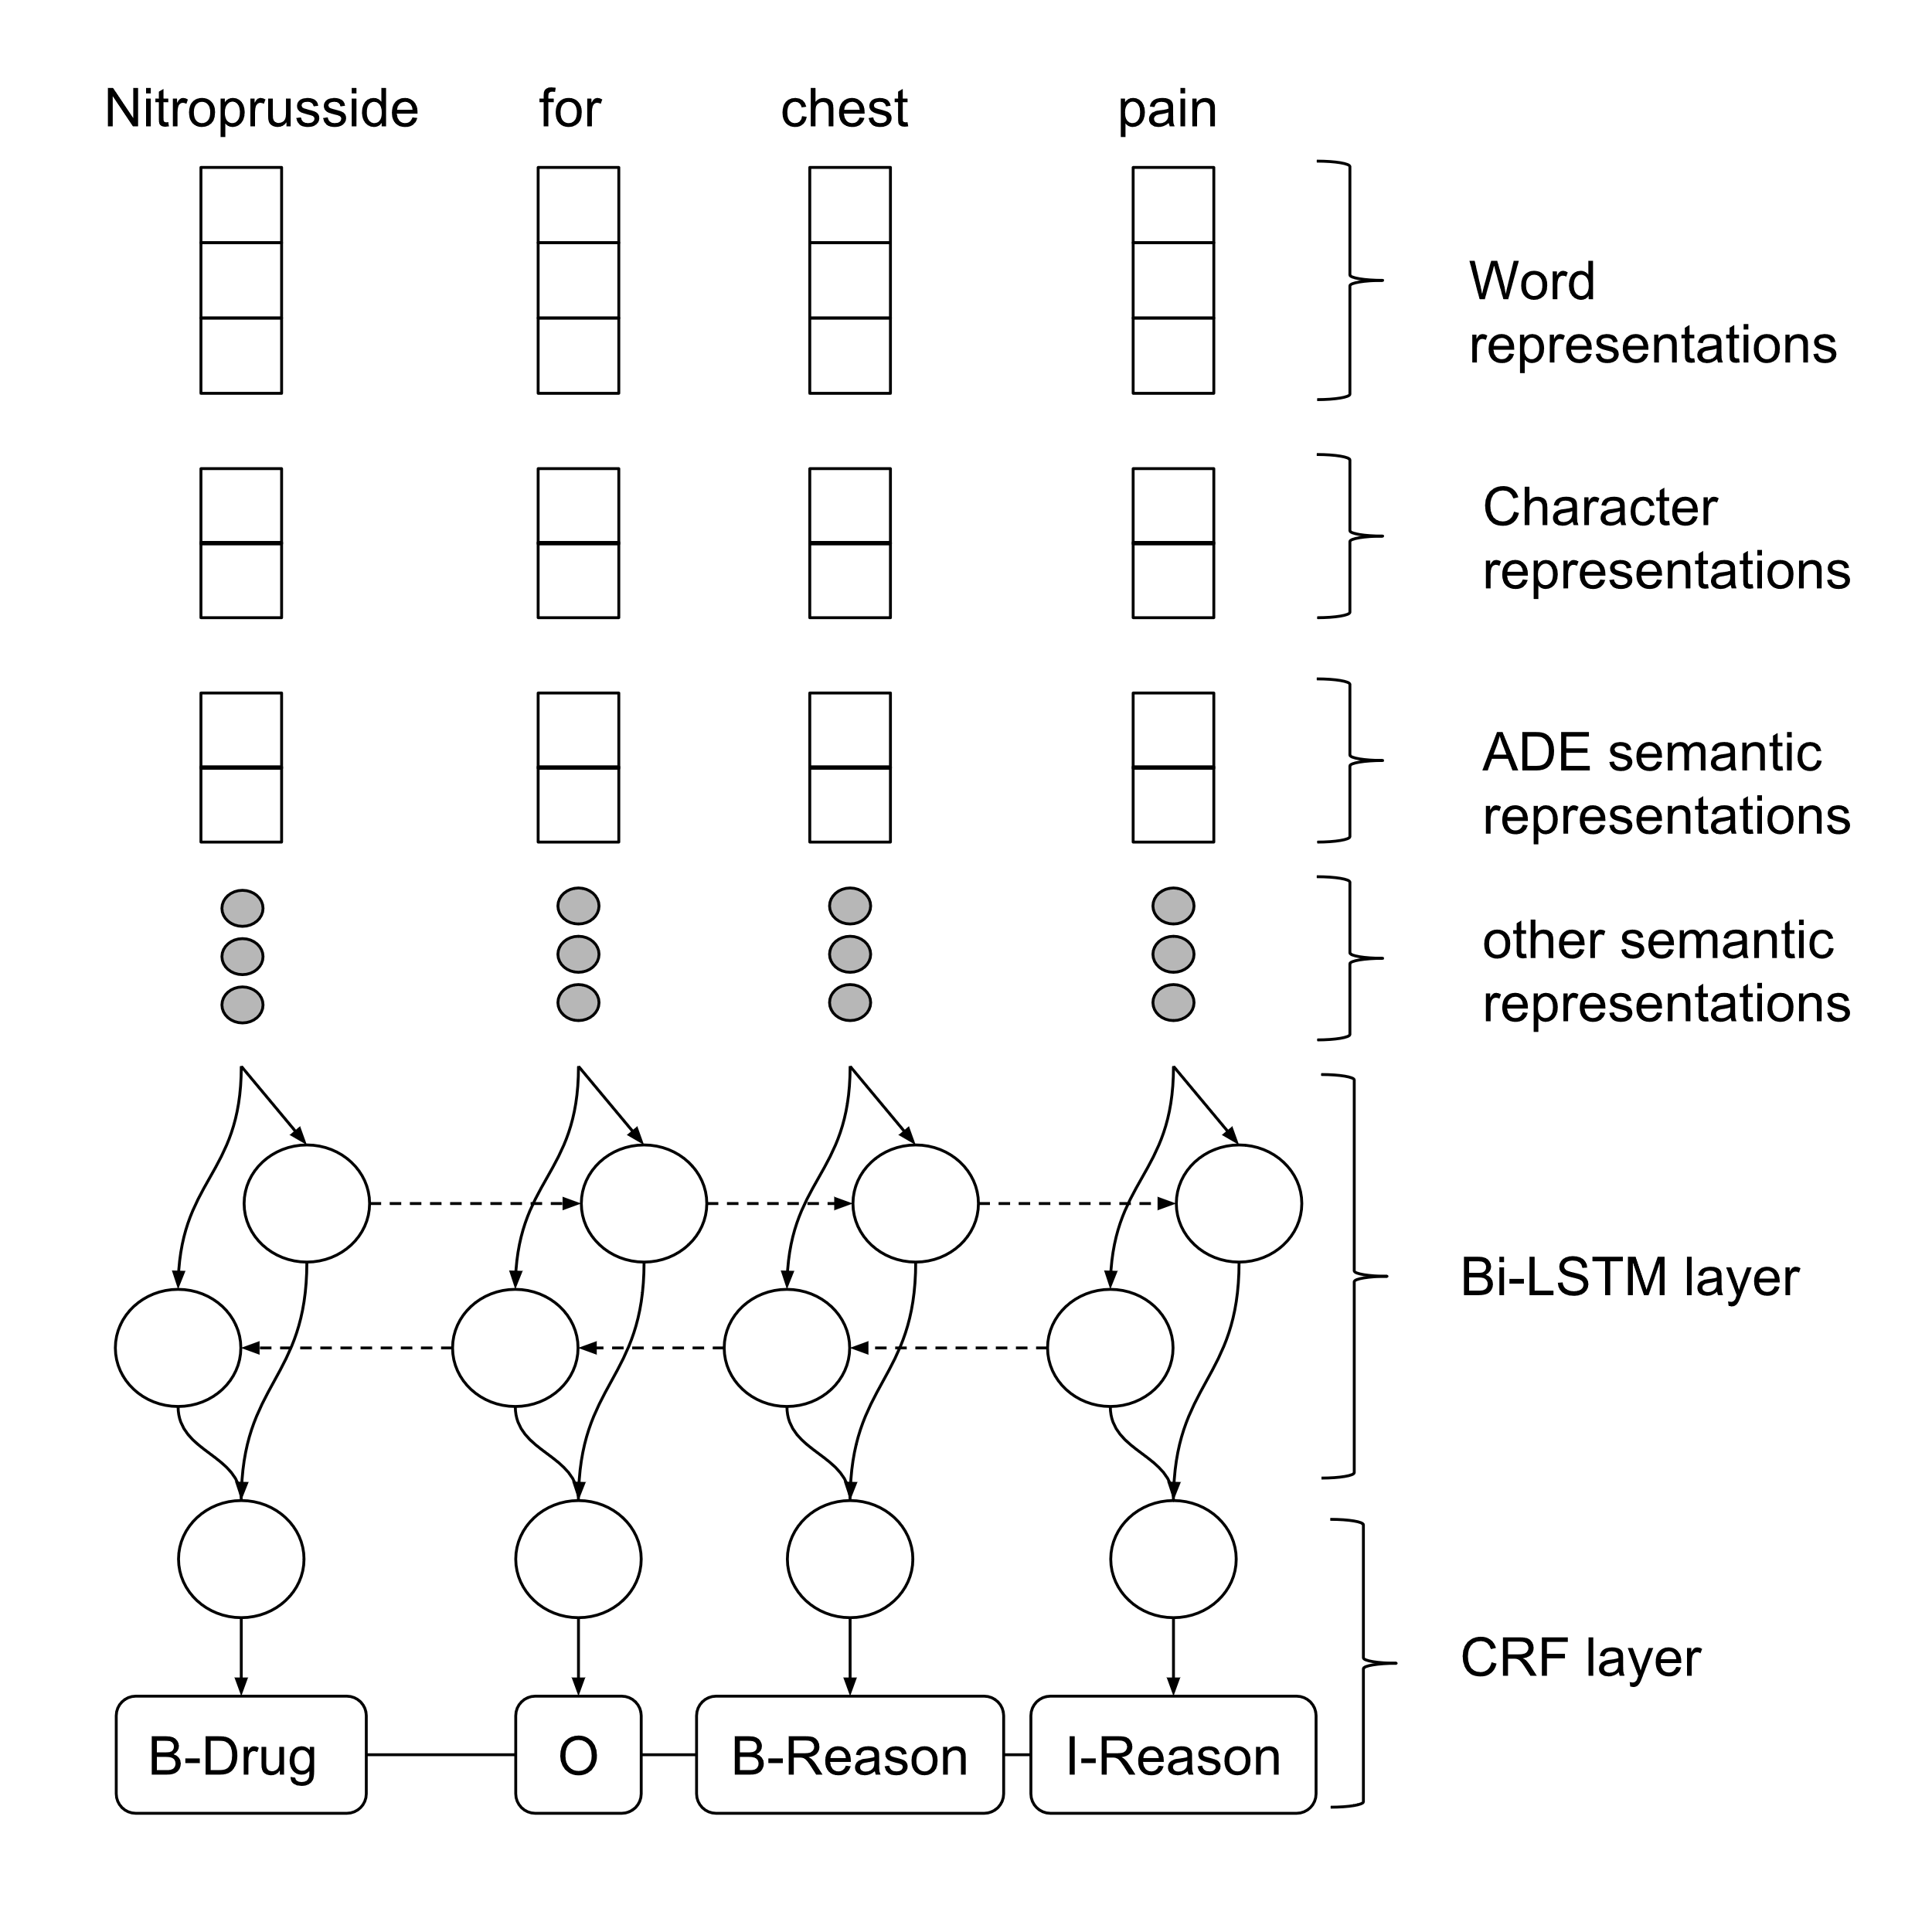 Nitroprusside for chest pain
Word
representations
Character
representations
ADE semantic
representations
other semantic
representations
Bi-LSTM layer
CRF layer
B-Drug O B-Reason I-Reason